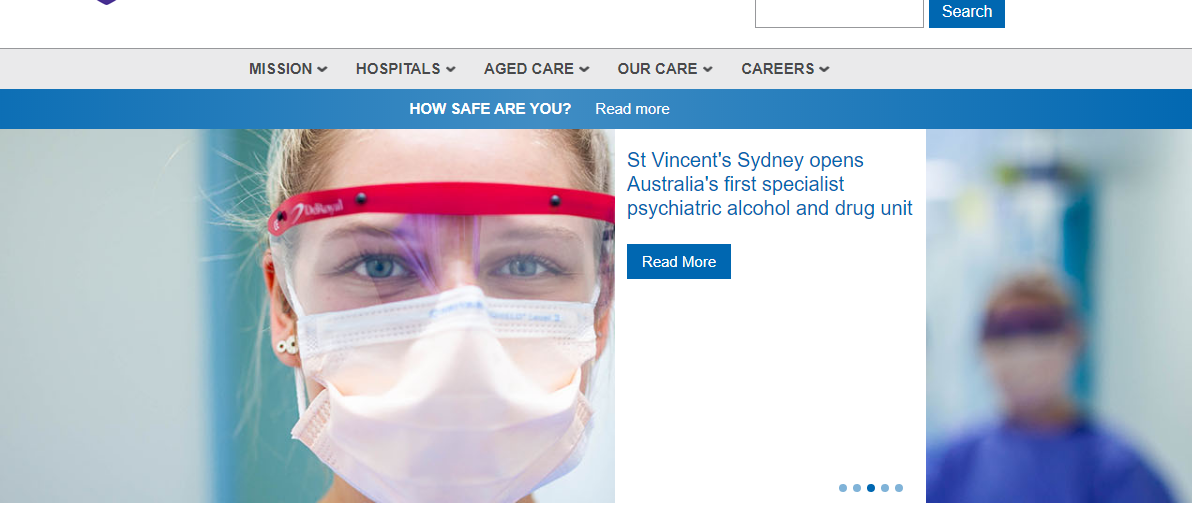 Search
MISSION HOSPITALS AGED CARE OUR CARE CAREERS
HOW SAFE ARE YOU? Read more
DeRoyal
St Vincent's Sydney opens
Australia's first specialist
psychiatric alcohol and drug unit
Read More